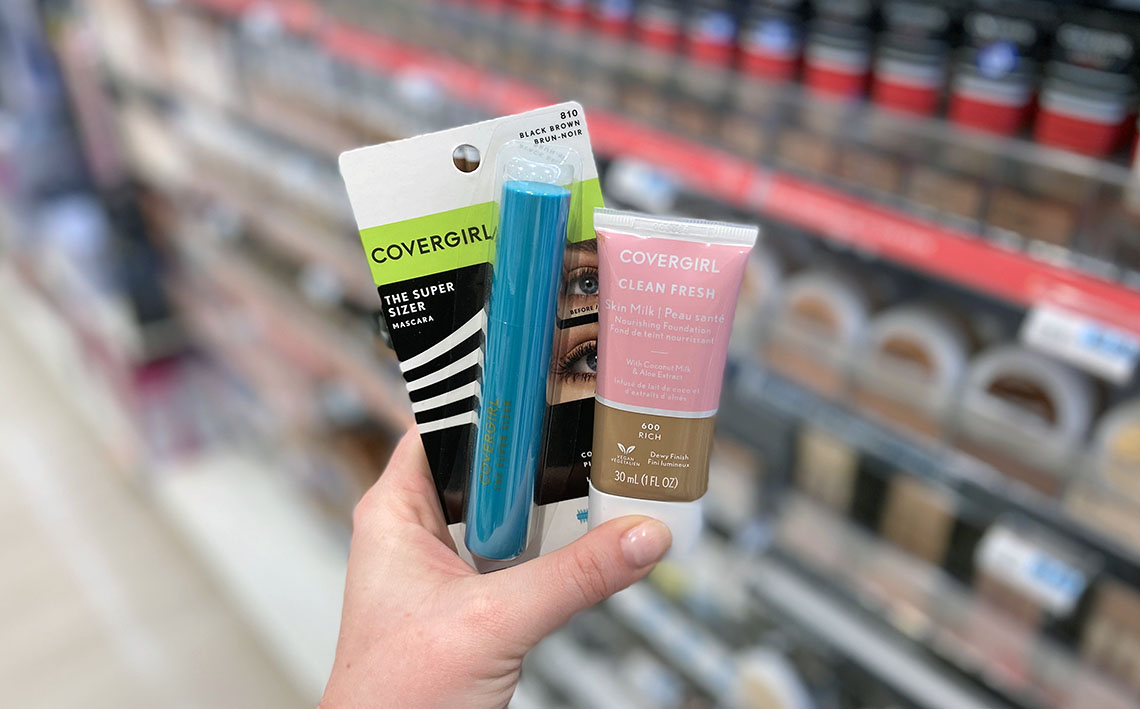 810
BLACK BROWN
BRUN-NOIR
COVERGIRL
THE SUPER
SIZER
MASCARA
BEFORE /
COVERGIRL
COVERGIRL
CLEAN FRESH
Skin Milk | Peau santé
Nourishing Foundation
Fond de teint nourrissant
With Coconut Milk
& Aloe Extract
Infusé de lait de coco et
d'extraits d'aloès
600
RICH
VEGAN
VÉGÉTALIEN
Dewy Finish
Fini lumineux
30 mL (1 FL OZ)